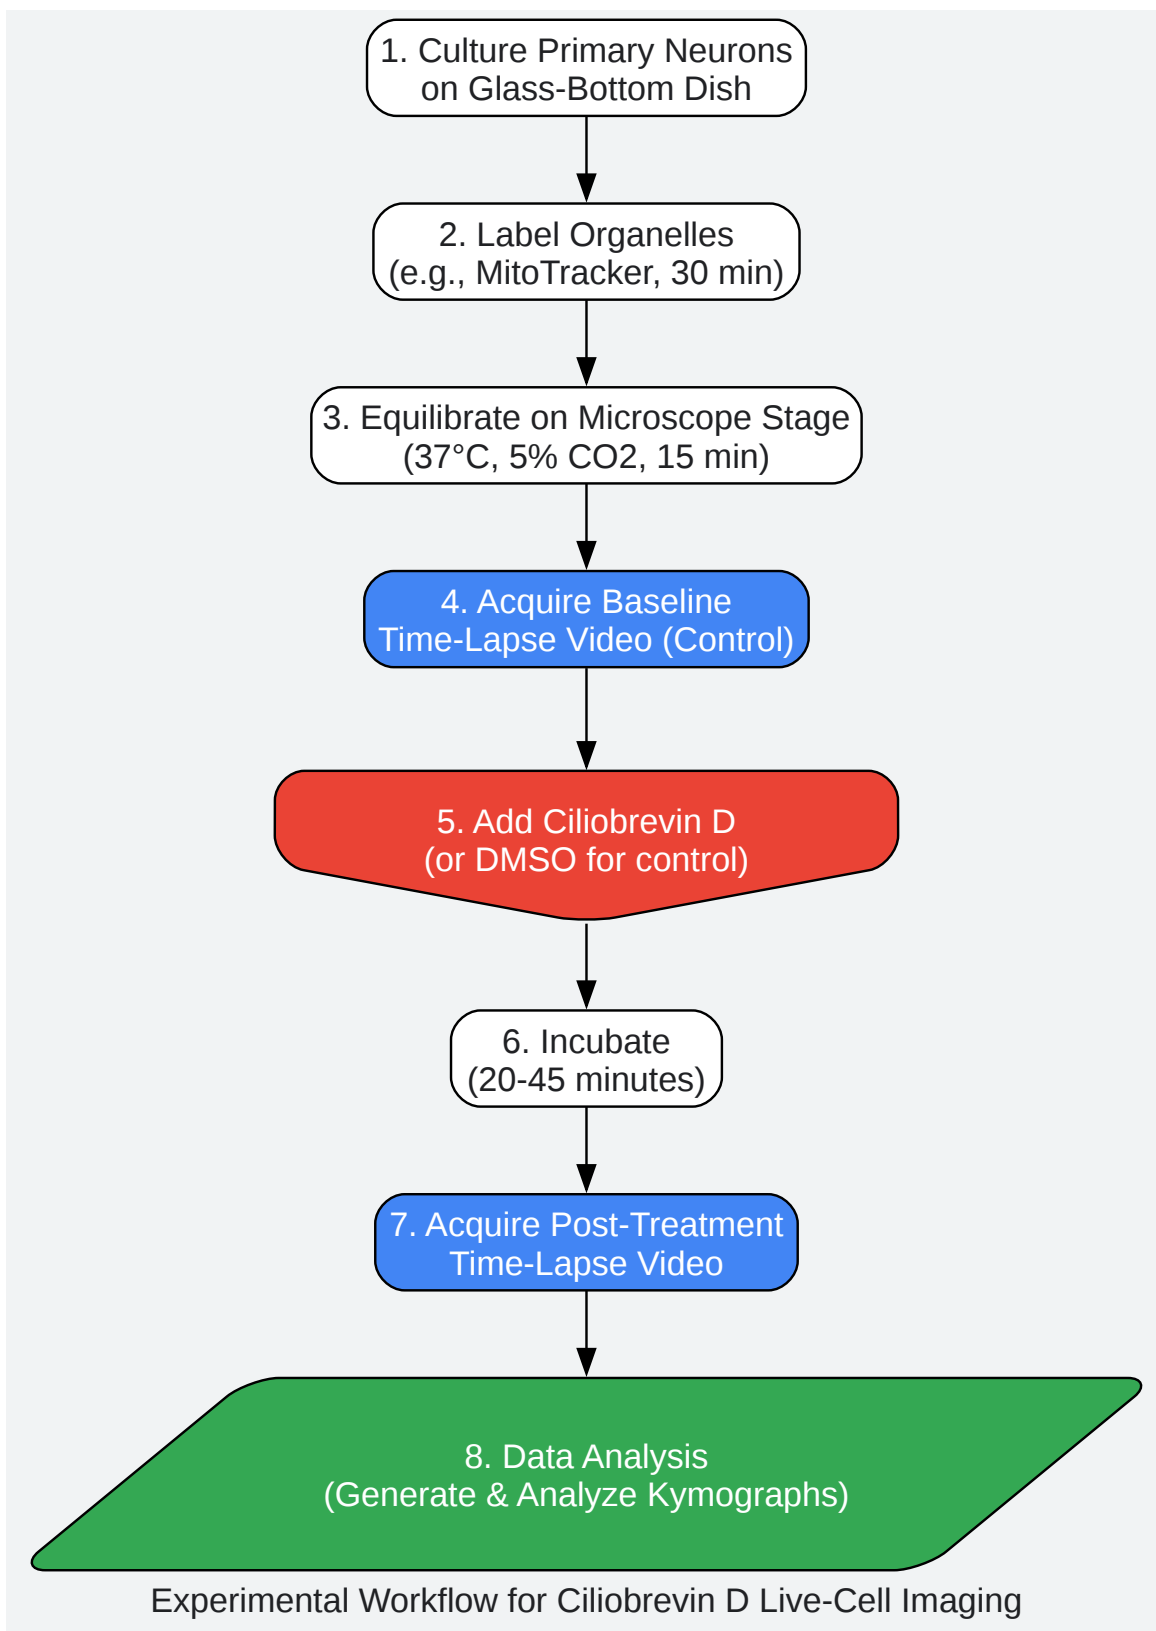 1. Culture Primary Neurons
on Glass-Bottom Dish
2. Label Organelles
(e.g., MitoTracker, 30 min)
3. Equilibrate on Microscope Stage
(37°C, 5% CO2, 15 min)
4. Acquire Baseline
Time-Lapse Video (Control)
5. Add Ciliobrevin D
(or DMSO for control)
6. Incubate
(20-45 minutes)
7. Acquire Post-Treatment
Time-Lapse Video
8. Data Analysis
(Generate & Analyze Kymographs)
Experimental Workflow for Ciliobrevin D Live-Cell Imaging